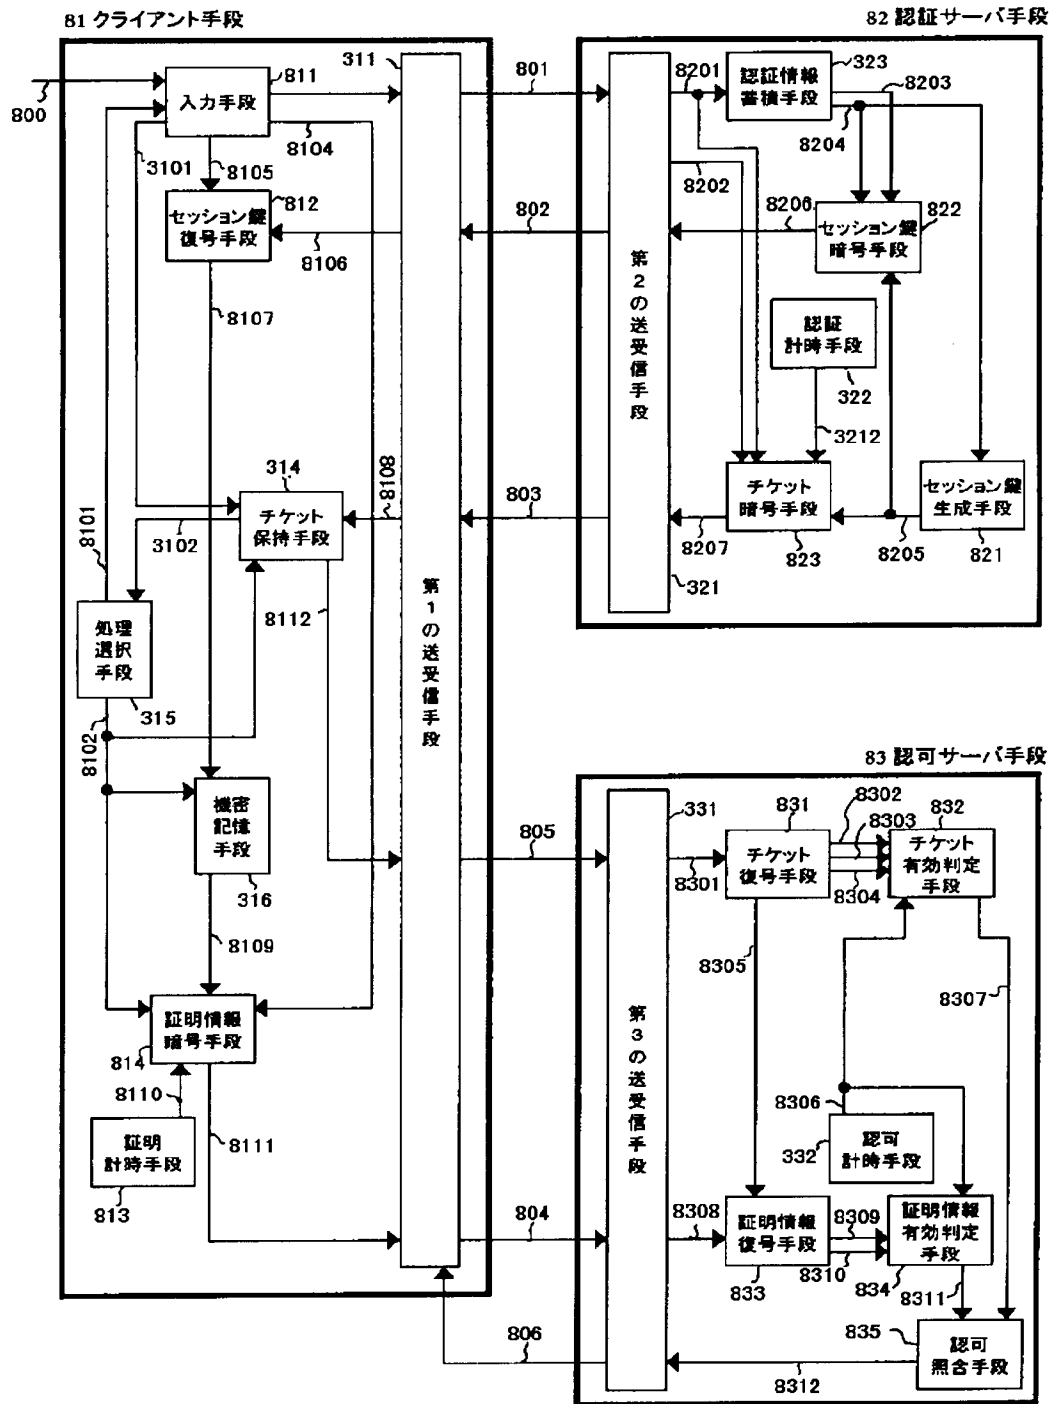 81 クライアント手段
82 認証サーバ手段
800
811
入力手段
311
801
8201
323
認証情報
蓄積手段
8203
8204
3101
8105
8104
812
セッション鍵
復号手段
8106
802
8202
8206
822
セッション鍵
暗号手段
8107
第2の送受信手段
認証
計時手段
322
3212
8101
3102
314
チケット
保持手段
8108
803
8207
チケット
暗号手段
823
8205
セッション鍵
生成手段
821
321
8112
第1の送受信手段
処理
選択
手段
315
8102
83 認可サーバ手段
機密
記憶
手段
316
805
331
8301
831
チケット
復号手段
8302
8303
8304
832
チケット
有効判定
手段
8109
8305
8307
証明情報
暗号手段
814
8110
第3の送受信手段
8306
332
認可
計時手段
証明
計時手段
813
8111
804
8308
証明情報
復号手段
833
8309
8310
証明情報
有効判定
手段
834
8311
806
835
認可
照合手段
8312